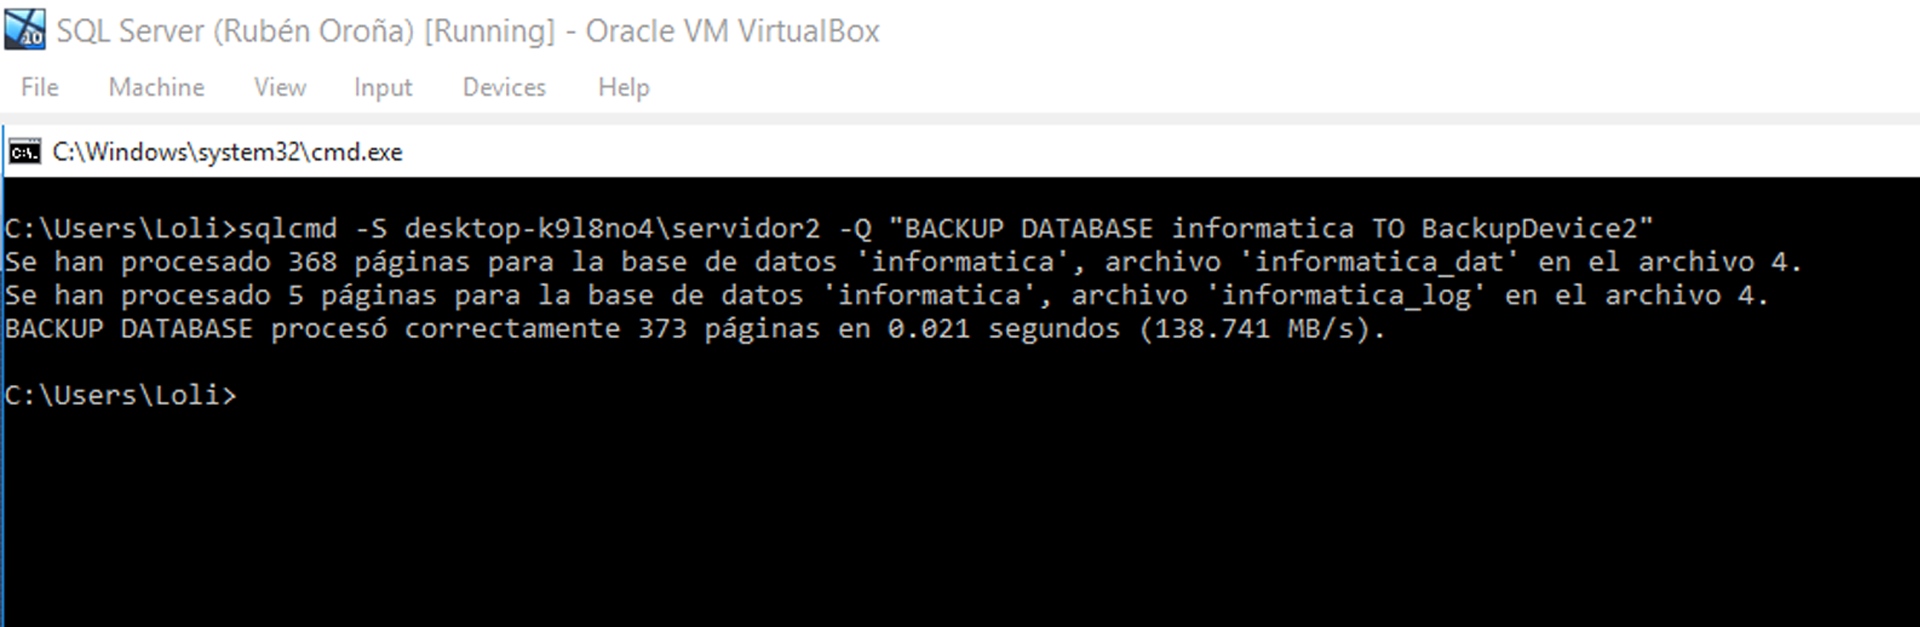 SQL Server (Rubén Oroña) [Running] - Oracle VM VirtualBox
File Machine View Input Devices Help
C:\Windows\system32\cmd.exe
C:\Users\Loli>sqlcmd -S desktop-k9l8no4\servidor2 -Q "BACKUP DATABASE informatica TO BackupDevice2"
Se han procesado 368 páginas para la base de datos 'informatica', archivo 'informatica_dat' en el archivo 4.
Se han procesado 5 páginas para la base de datos 'informatica', archivo 'informatica_log' en el archivo 4.
BACKUP DATABASE procesó correctamente 373 páginas en 0.021 segundos (138.741 MB/s).
C:\Users\Loli>